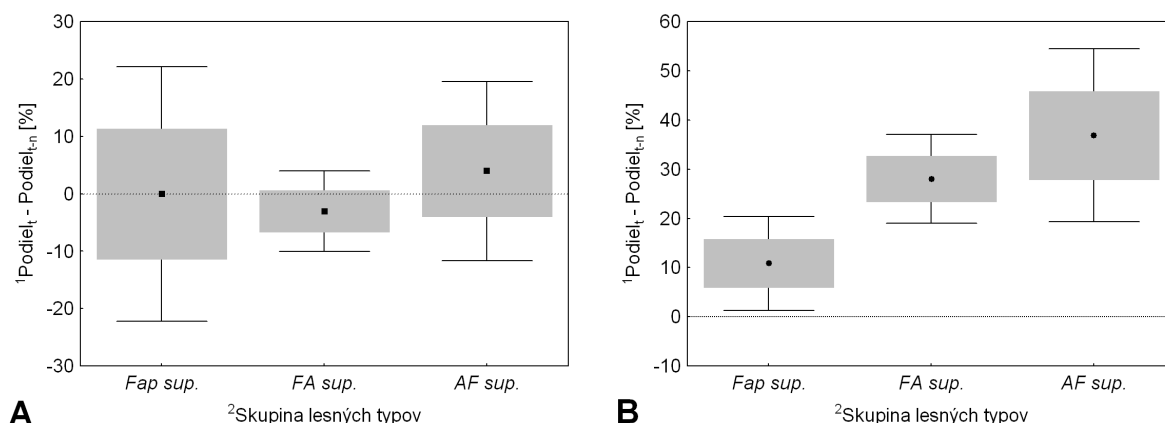 30
20
10
0
-10
-20
-30
¹Podielₜ - Podielₜ₋ₙ [%]
Fap sup.
FA sup.
AF sup.
²Skupina lesných typov
A
60
50
40
30
20
10
0
-10
¹Podielₜ - Podielₜ₋ₙ [%]
Fap sup.
FA sup.
AF sup.
²Skupina lesných typov
B